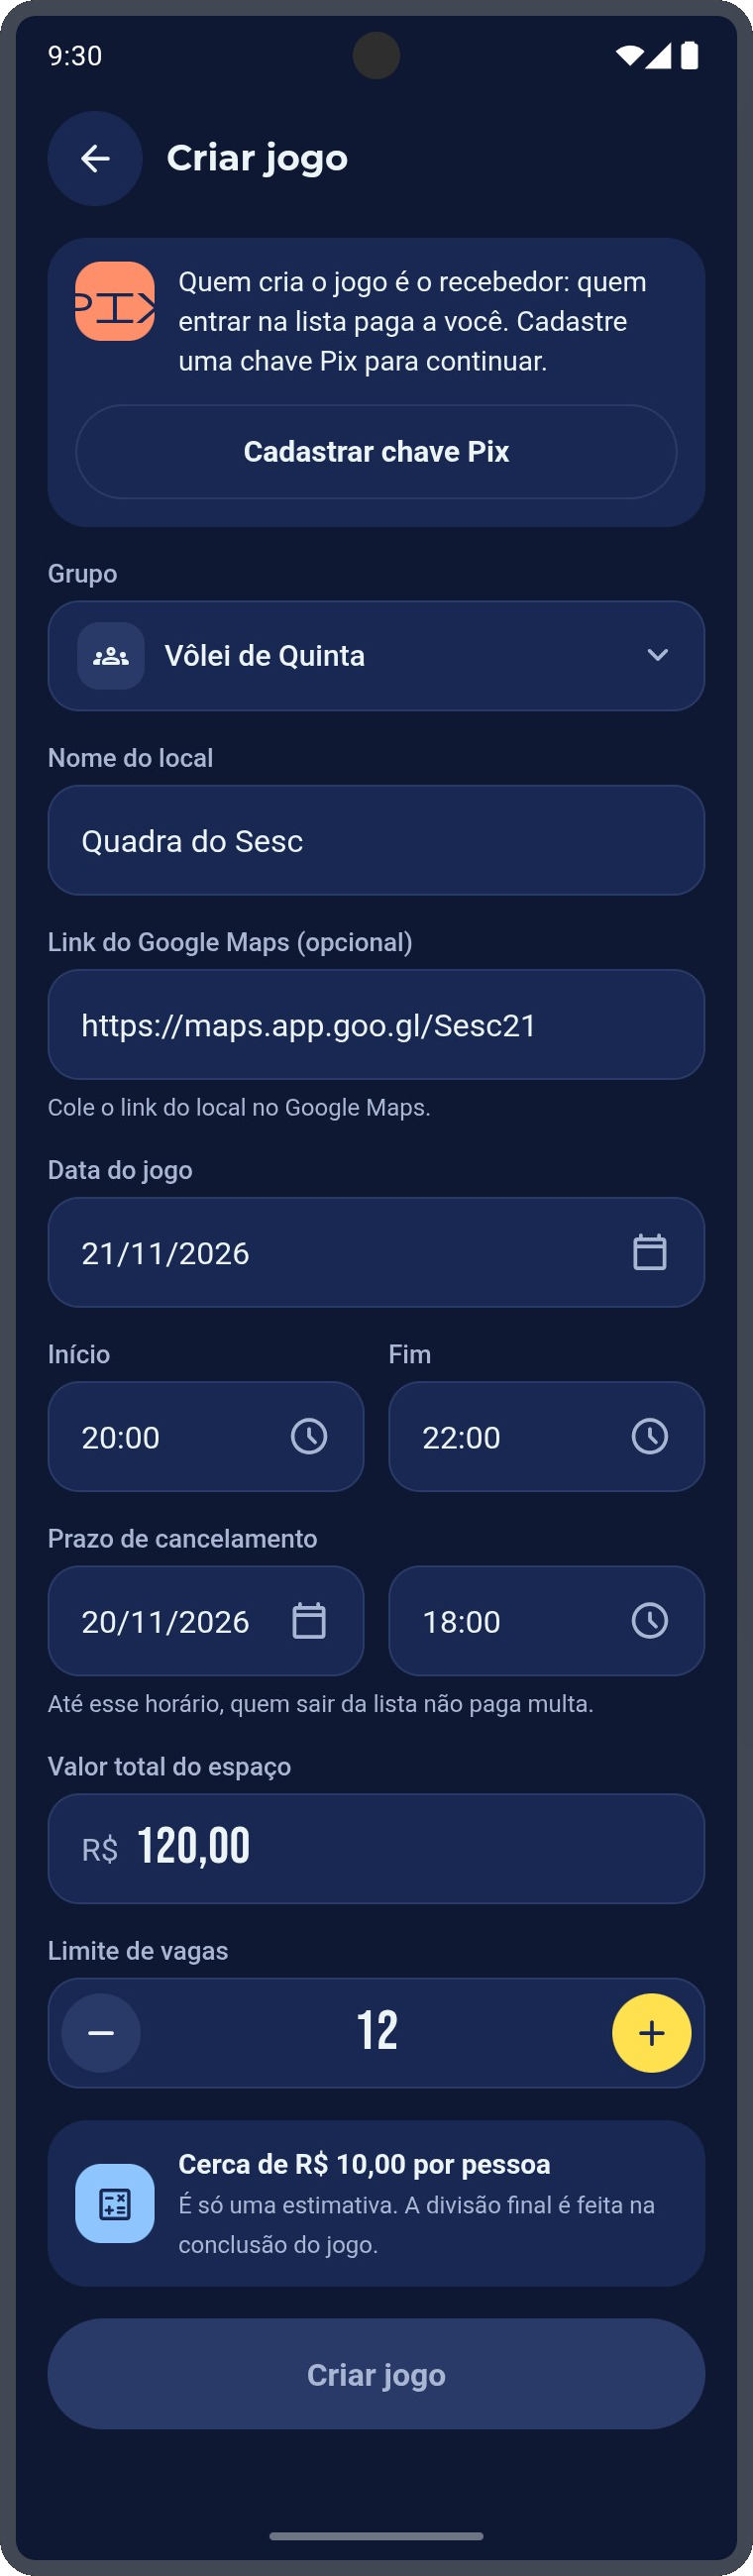 9:30
Criar jogo
PIX
Quem cria o jogo é o recebedor: quem
entrar na lista paga a você. Cadastre
uma chave Pix para continuar.
Cadastrar chave Pix
Grupo
Vôlei de Quinta
Nome do local
Quadra do Sesc
Link do Google Maps (opcional)
https://maps.app.goo.gl/Sesc21
Cole o link do local no Google Maps.
Data do jogo
21/11/2026
Início Fim
20:00 22:00
Prazo de cancelamento
20/11/2026 18:00
Até esse horário, quem sair da lista não paga multa.
Valor total do espaço
R$ 120,00
Limite de vagas
12
Cerca de R$ 10,00 por pessoa
É só uma estimativa. A divisão final é feita na
conclusão do jogo.
Criar jogo